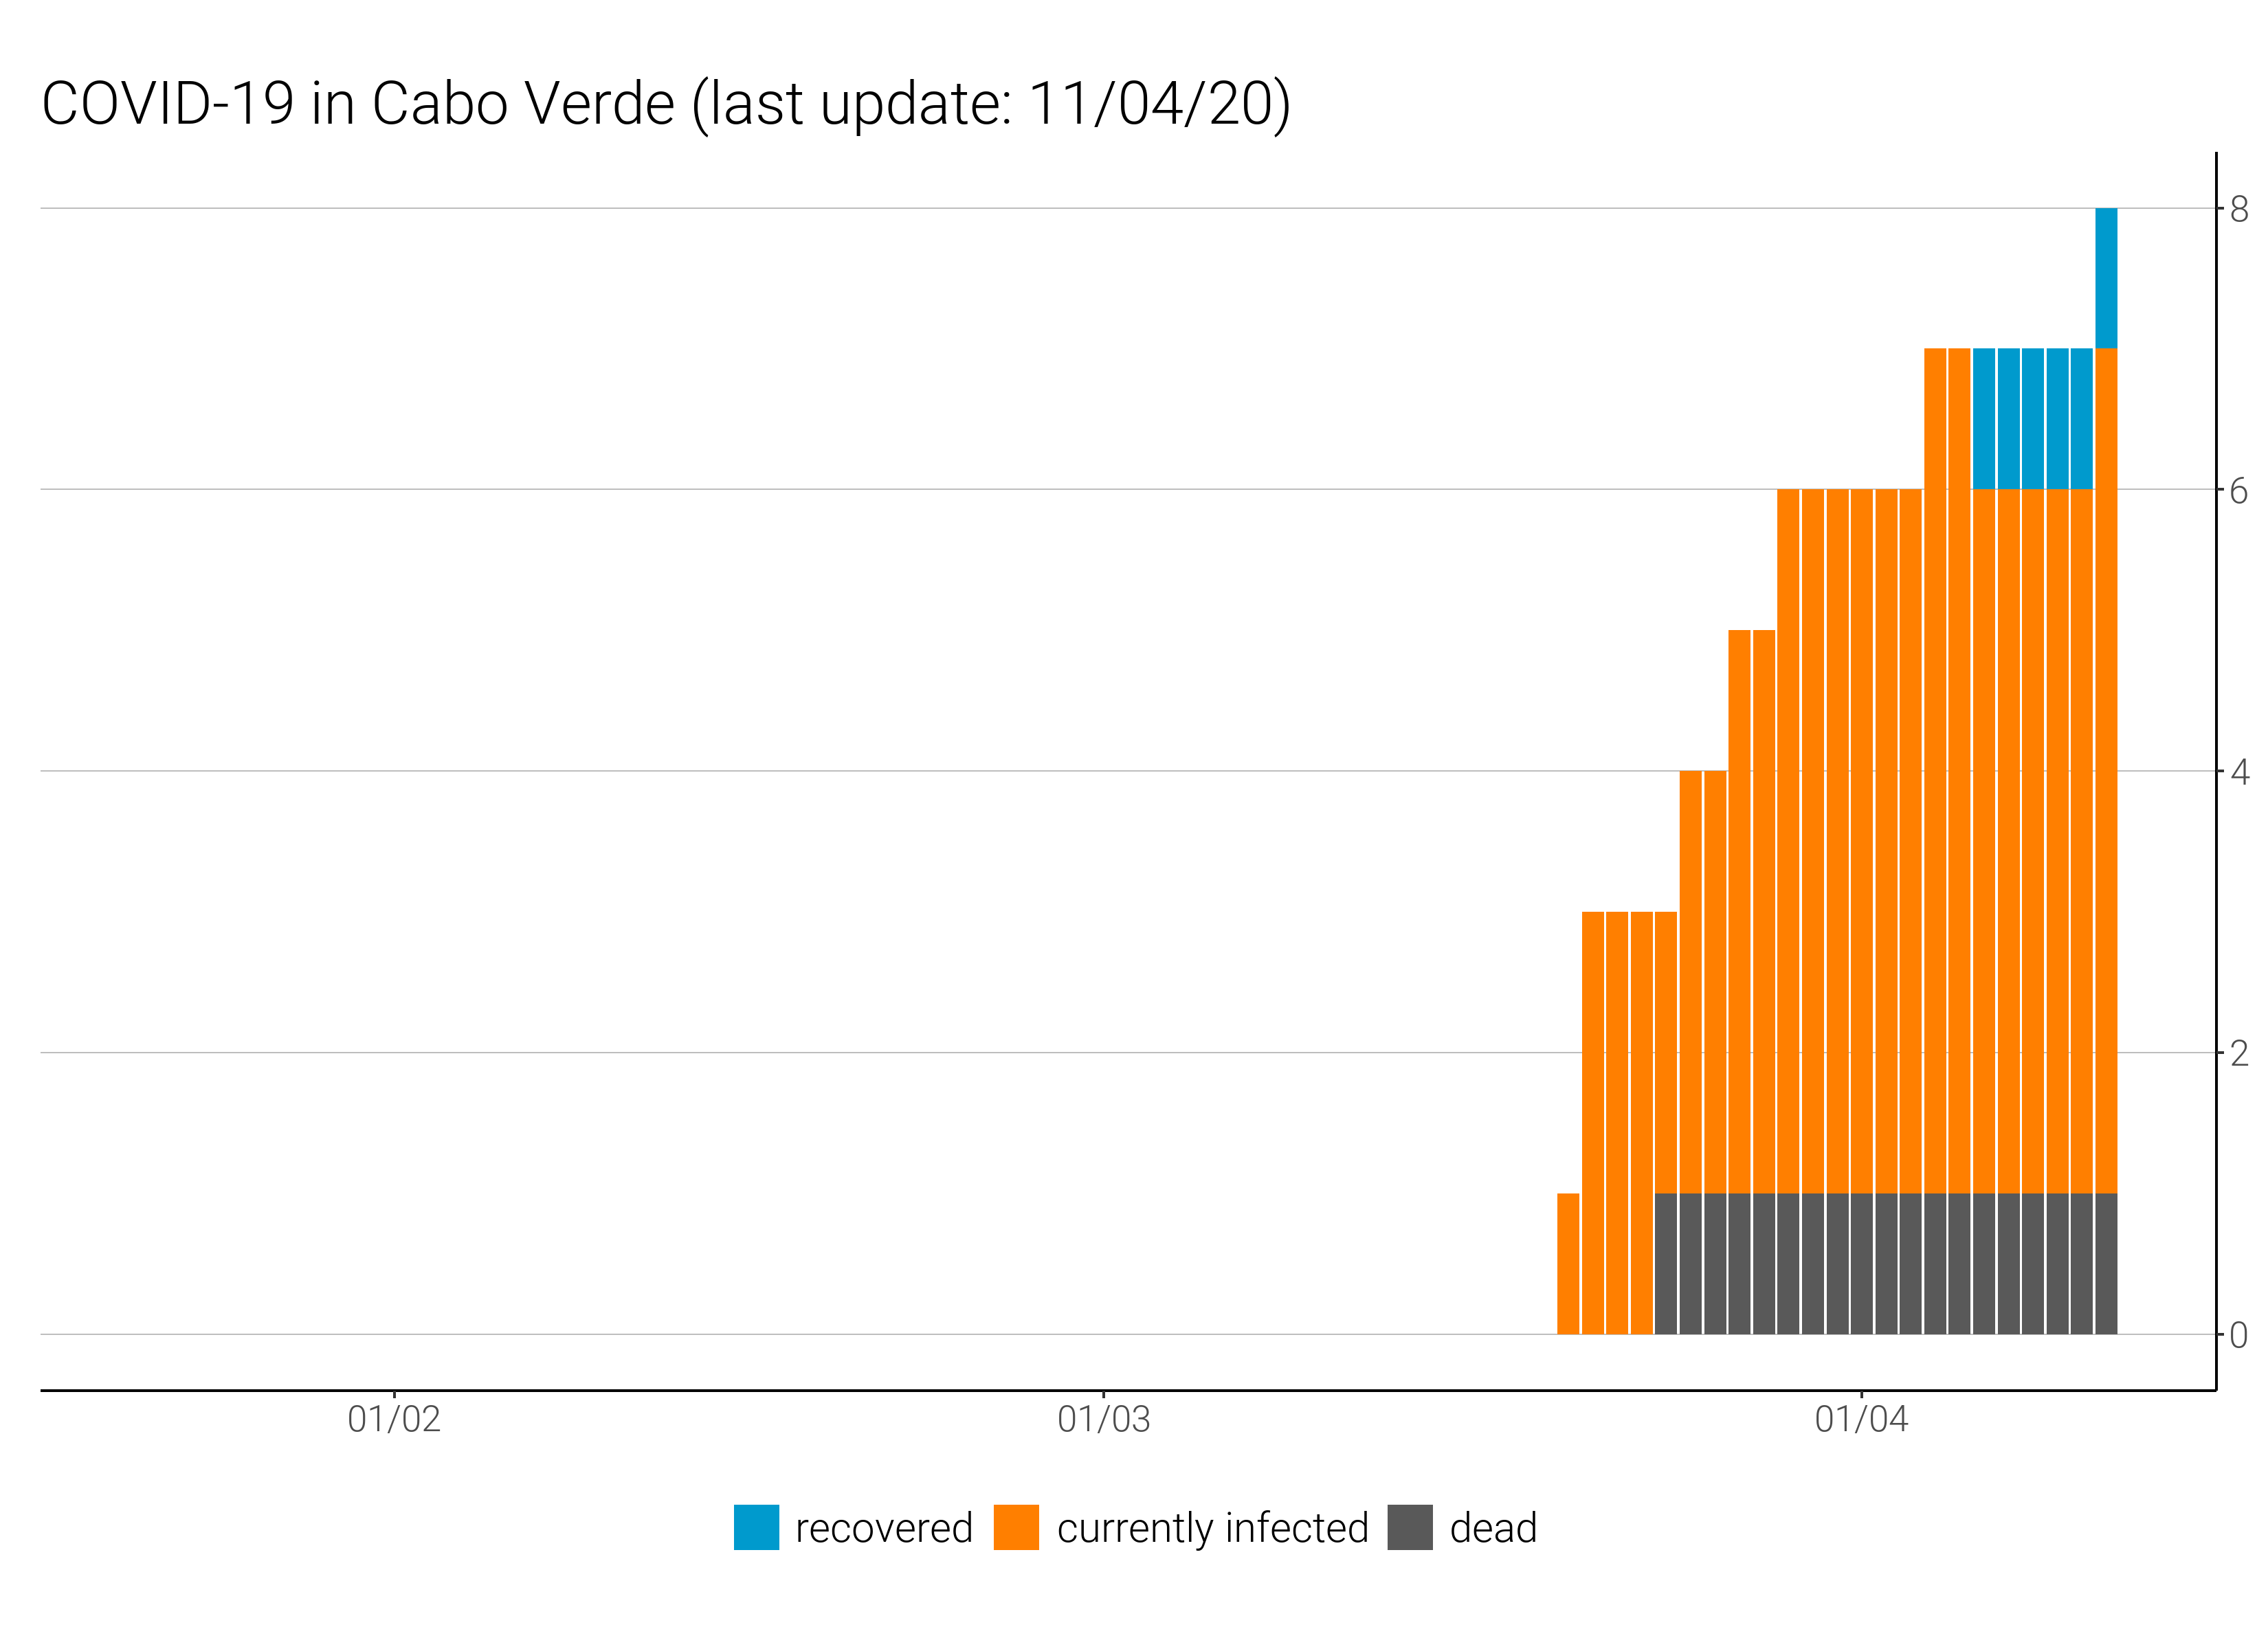 COVID-19 in Cabo Verde (last update: 11/04/20)
8
6
4
2
0
01/02 01/03 01/04
recovered currently infected dead